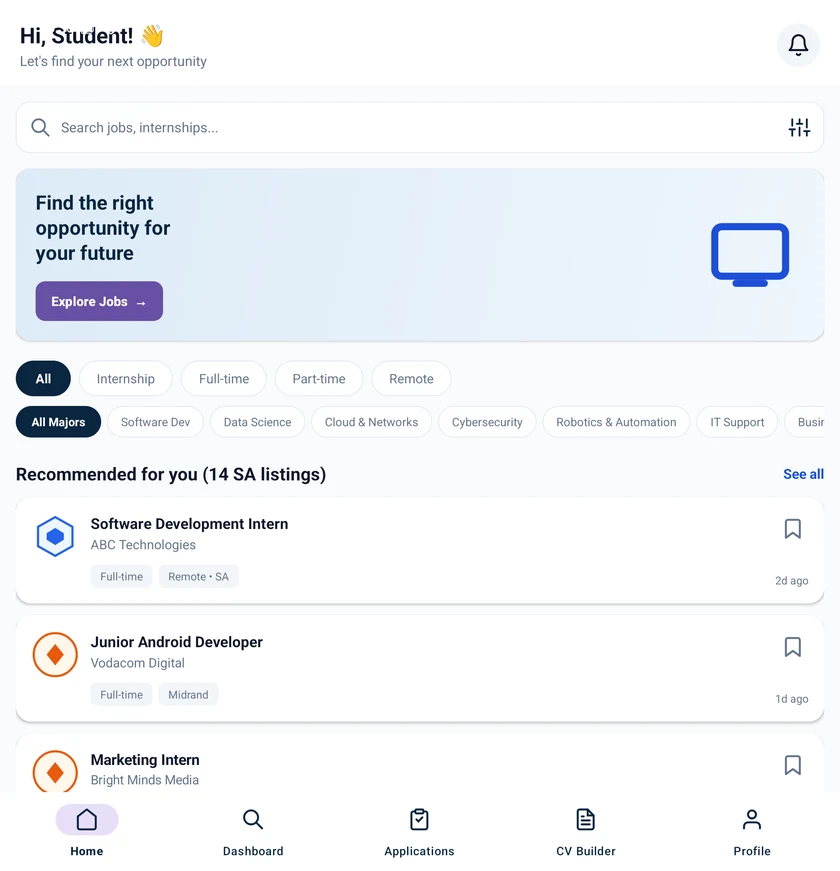 Hi, Student! 👋
Let's find your next opportunity
Search jobs, internships...
Find the right
opportunity for
your future
Explore Jobs →
All
Internship
Full-time
Part-time
Remote
All Majors
Software Dev
Data Science
Cloud & Networks
Cybersecurity
Robotics & Automation
IT Support
Recommended for you (14 SA listings)
See all
Software Development Intern
ABC Technologies
Full-time
Remote • SA
2d ago
Junior Android Developer
Vodacom Digital
Full-time
Midrand
1d ago
Marketing Intern
Bright Minds Media
Home
Dashboard
Applications
CV Builder
Profile